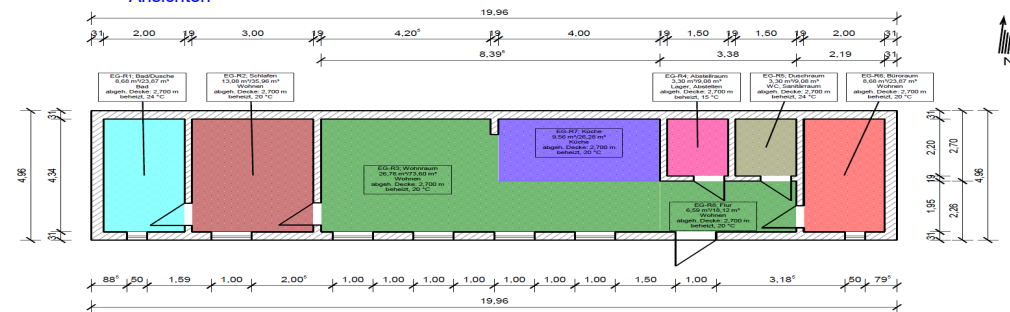 Ansichten
19,96
31 2,00 19 3,00 19 4,20⁵ 19 4,00 19 1,50 19 1,50 19 2,00 31
8,39⁵ 3,38 2,19 31
EG-R1; Bad/Dusche
8,68 m²/23,87 m³
Bad
abgeh. Decke: 2,700 m
beheizt, 24 °C
EG-R2; Schlafen
13,08 m²/35,96 m³
Wohnen
abgeh. Decke: 2,700 m
beheizt, 20 °C
EG-R4; Abstellraum
3,30 m²/9,08 m³
Lager, Abstellen
abgeh. Decke: 2,700 m
beheizt, 15 °C
EG-R5; Duschraum
3,30 m²/9,08 m³
WC, Sanitärraum
abgeh. Decke: 2,700 m
beheizt, 24 °C
EG-R6; Büroraum
8,68 m²/23,87 m³
Wohnen
abgeh. Decke: 2,700 m
beheizt, 20 °C
EG-R7; Küche
9,56 m²/26,28 m³
Küche
abgeh. Decke: 2,700 m
beheizt, 20 °C
EG-R3; Wohnraum
26,76 m²/73,60 m³
Wohnen
abgeh. Decke: 2,700 m
beheizt, 20 °C
EG-R8; Flur
6,59 m²/18,12 m³
Wohnen
abgeh. Decke: 2,700 m
beheizt, 20 °C
N
4,96
31 4,34 31
31 2,20 19 1,95 31
2,70 2,26
4,96
88⁵ 50 1,59 1,00 2,00⁵ 1,00 1,00 1,00 1,00 1,00 1,00 1,00 1,50 1,00 3,18⁵ 50 79⁵
19,96